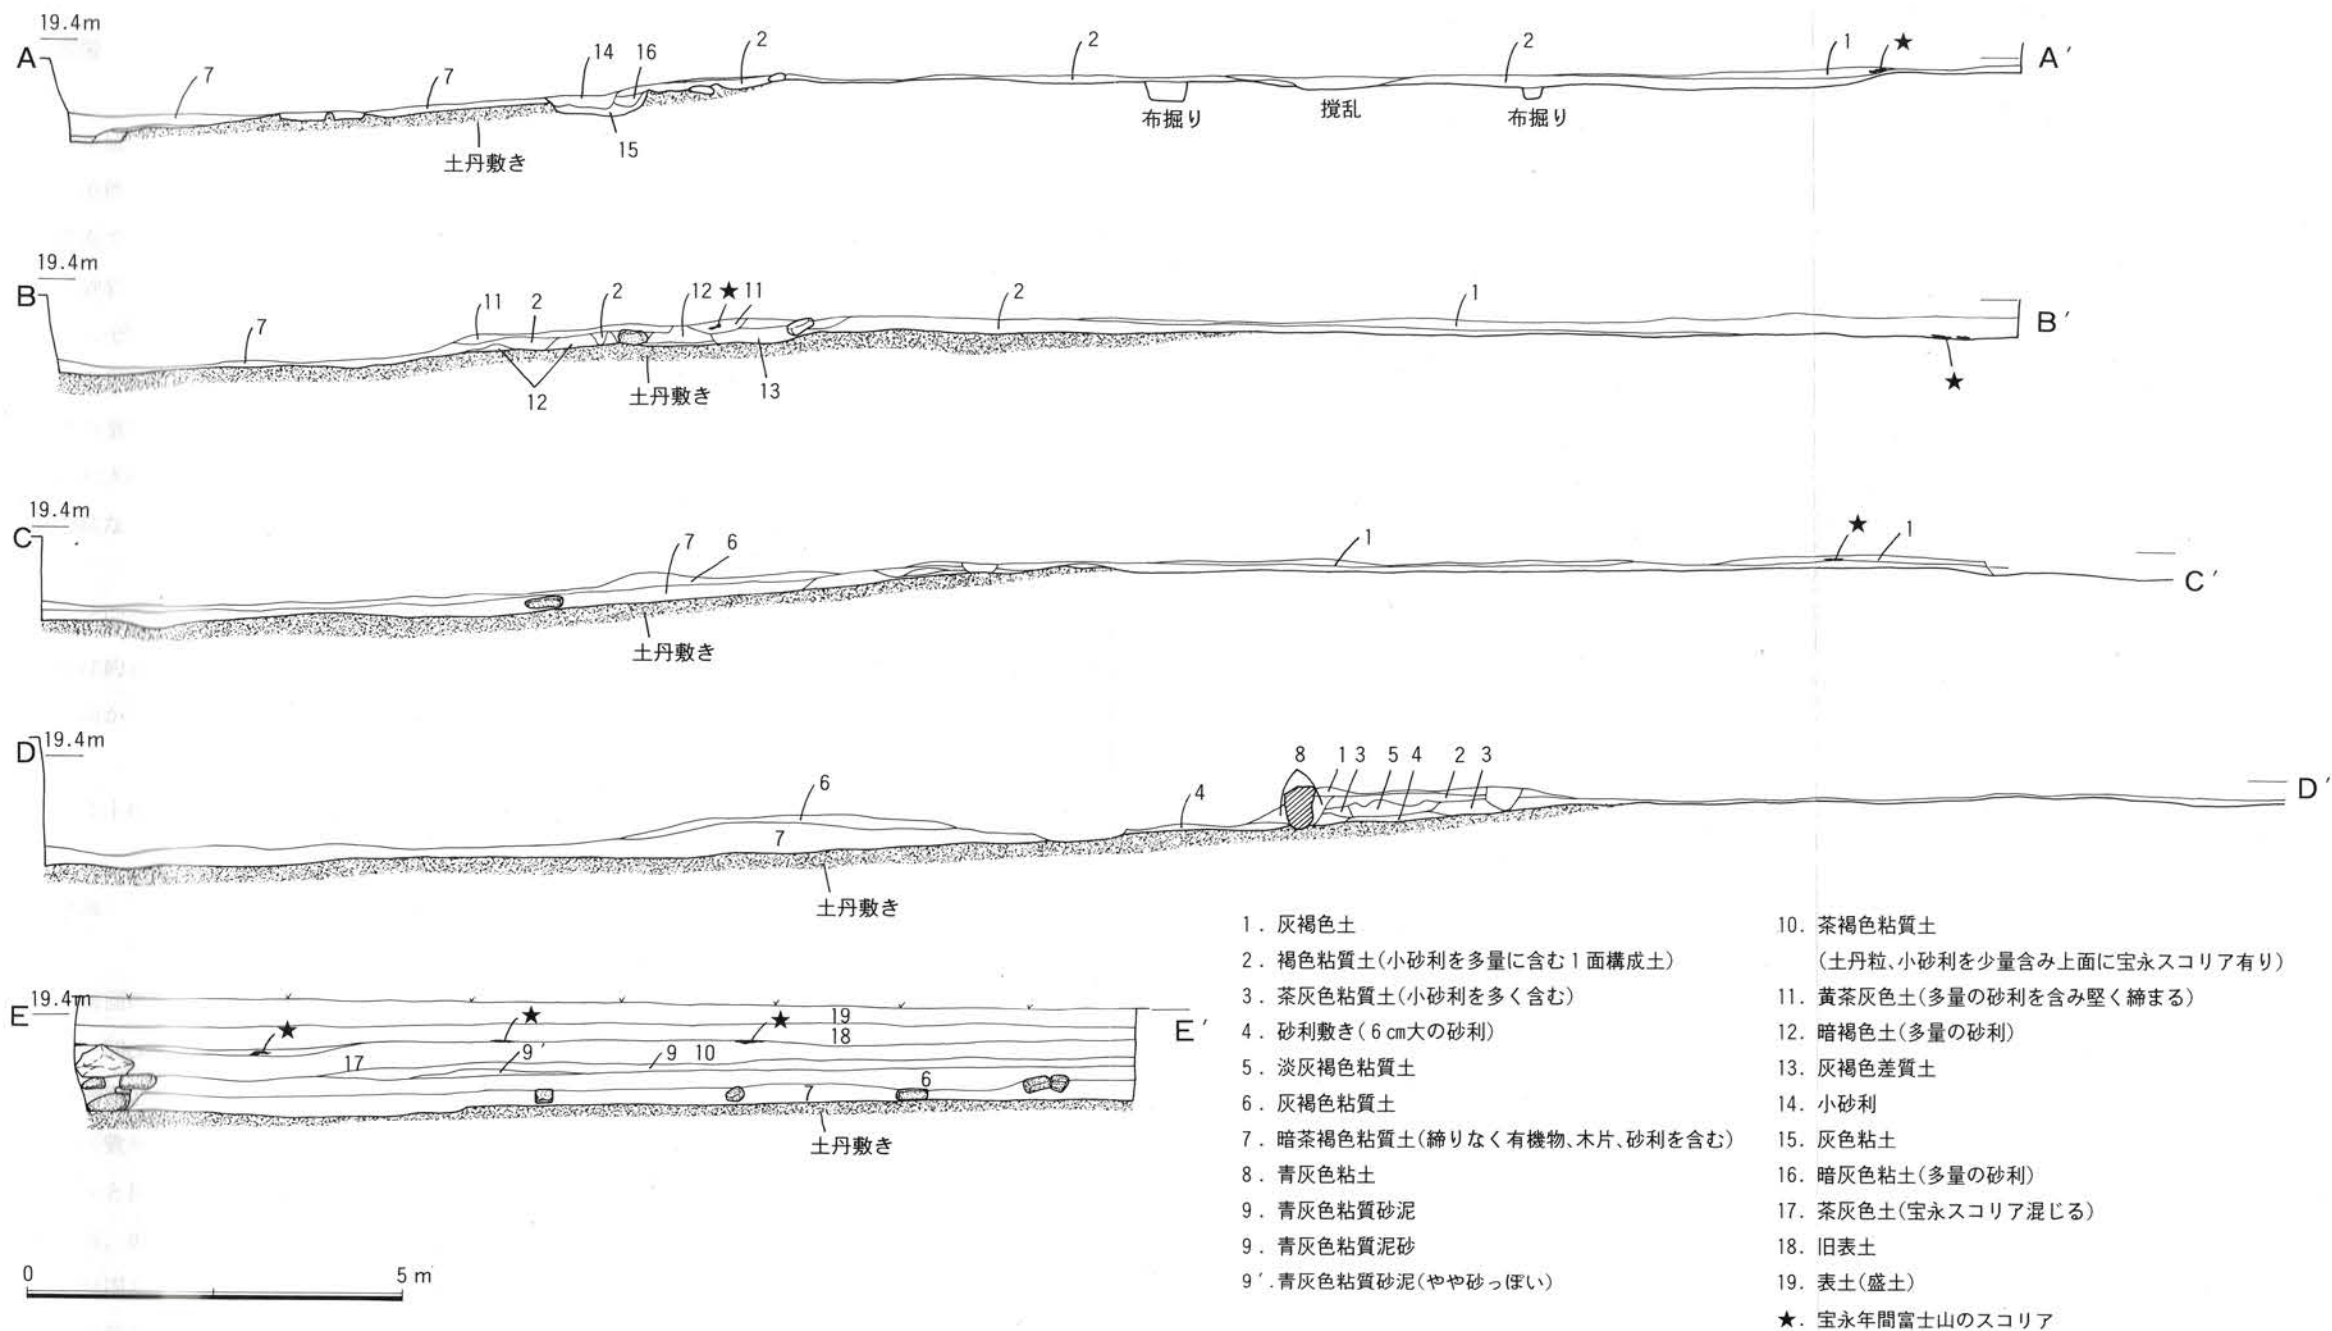 19.4m
A
7
7
14
16
2
2
2
1
★
A′
布掘り
撹乱
布掘り
15
土丹敷き
19.4m
B
7
11
2
2
12
★
11
2
1
B′
12
土丹敷き
13
★
19.4m
C
7
6
1
★
1
C′
土丹敷き
19.4m
D
6
7
4
8
1
3
5
4
2
3
D′
土丹敷き
19.4m
E
★
★
★
19
18
17
9′
9
10
6
7
E′
土丹敷き
0
5m
1. 灰褐色土
2. 褐色粘質土(小砂利を多量に含む1面構成土)
3. 茶灰色粘質土(小砂利を多く含む)
4. 砂利敷き(6㎝大の砂利)
5. 淡灰褐色粘質土
6. 灰褐色粘質土
7. 暗茶褐色粘質土(締りなく有機物、木片、砂利を含む)
8. 青灰色粘土
9. 青灰色粘質砂泥
9. 青灰色粘質泥砂
9′. 青灰色粘質砂泥(やや砂っぽい)
10. 茶褐色粘質土
(土丹粒、小砂利を少量含み上面に宝永スコリア有り)
11. 黄茶灰色土(多量の砂利を含み堅く締まる)
12. 暗褐色土(多量の砂利)
13. 灰褐色差質土
14. 小砂利
15. 灰色粘土
16. 暗灰色粘土(多量の砂利)
17. 茶灰色土(宝永スコリア混じる)
18. 旧表土
19. 表土(盛土)
★. 宝永年間富士山のスコリア